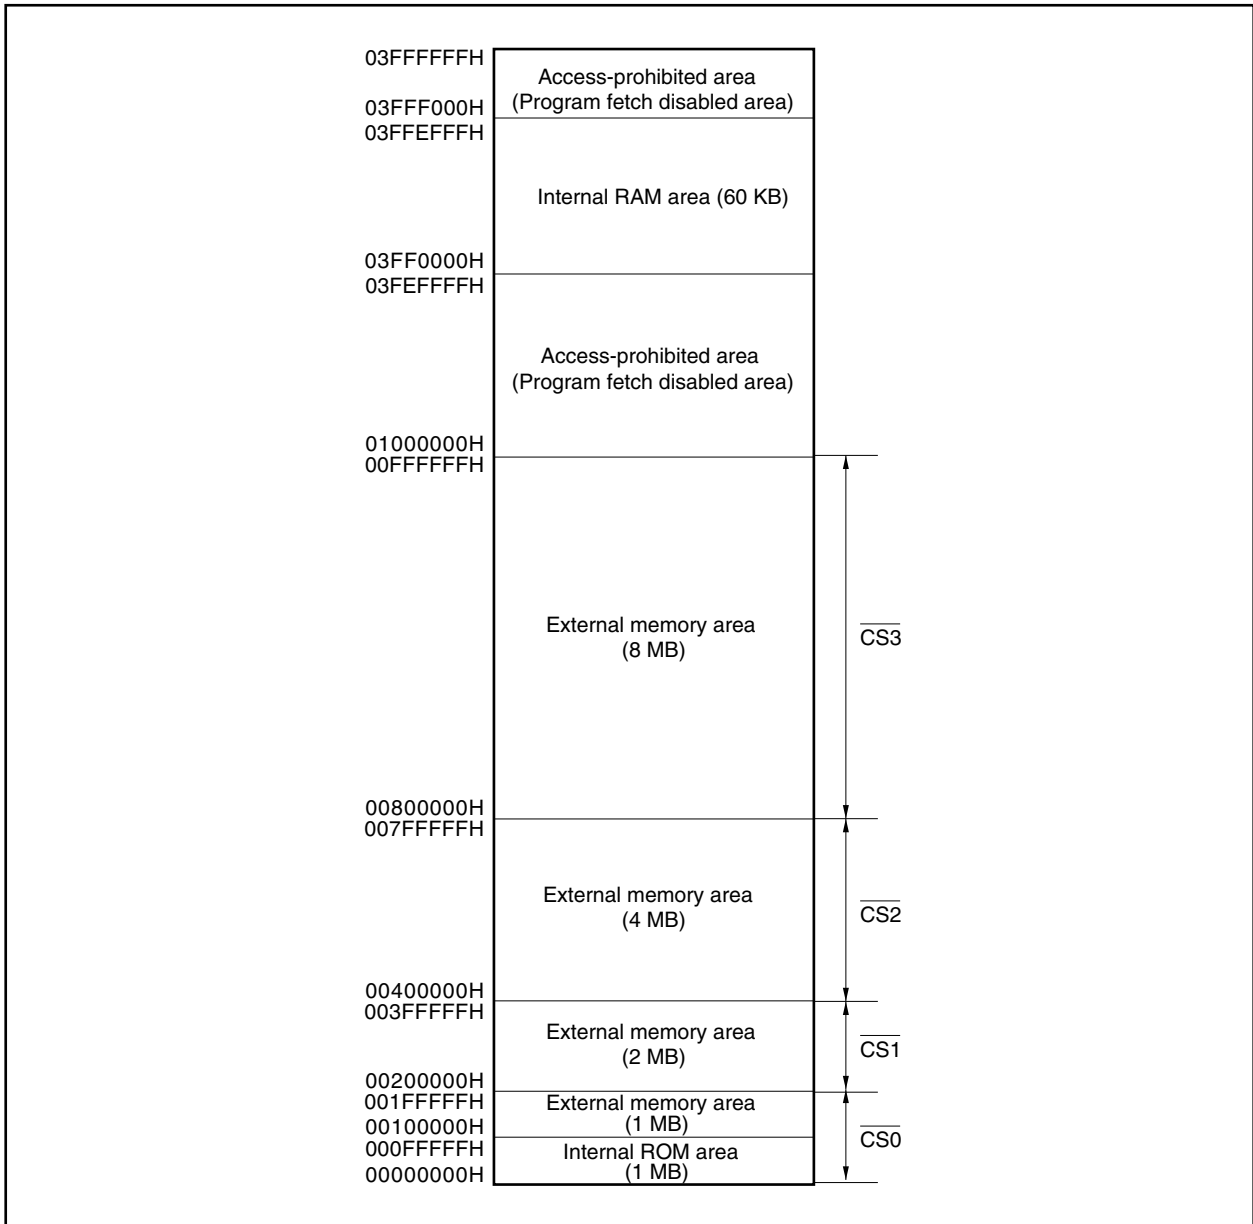 03FFFFFFH
Access-prohibited area
(Program fetch disabled area)
03FFF000H
03FFEFFFH
Internal RAM area (60 KB)
03FF0000H
03FEFFFFH
Access-prohibited area
(Program fetch disabled area)
01000000H
00FFFFFFH
External memory area
(8 MB)
CS3
00800000H
007FFFFFH
External memory area
(4 MB)
CS2
00400000H
003FFFFFH
External memory area
(2 MB)
CS1
00200000H
001FFFFFH
External memory area
(1 MB)
00100000H
CS0
000FFFFFH
Internal ROM area
(1 MB)
00000000H